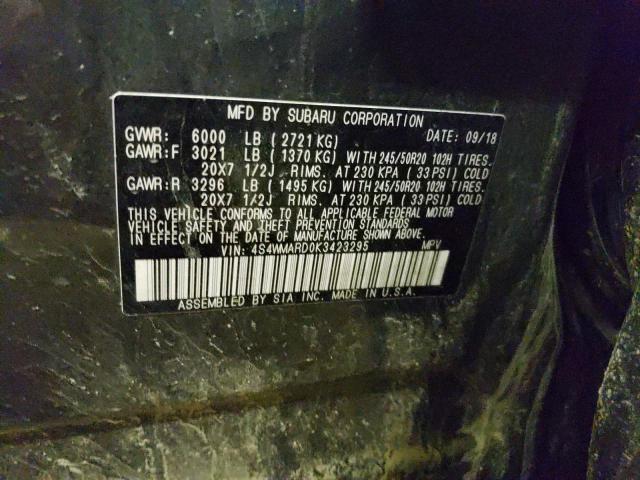 MFD BY SUBARU CORPORATION
GVWR: 6000 LB (2721 KG) DATE: 09/18
GAWR:F 3021 LB (1370 KG) WITH 245/50R20 102H TIRES.
20X7 1/2J RIMS. AT 230 KPA (33 PSI) COLD
GAWR:R 3296 LB (1495 KG) WITH 245/50R20 102H TIRES.
20X7 1/2J RIMS. AT 230 KPA (33 PSI) COLD
THIS VEHICLE CONFORMS TO ALL APPLICABLE FEDERAL MOTOR
VEHICLE SAFETY AND THEFT PREVENTION STANDARDS IN
EFFECT ON THE DATE OF MANUFACTURE SHOWN ABOVE.
VIN: 4S4WMARD0K3423295 MPV
ASSEMBLED BY SIA INC. MADE IN U.S.A.